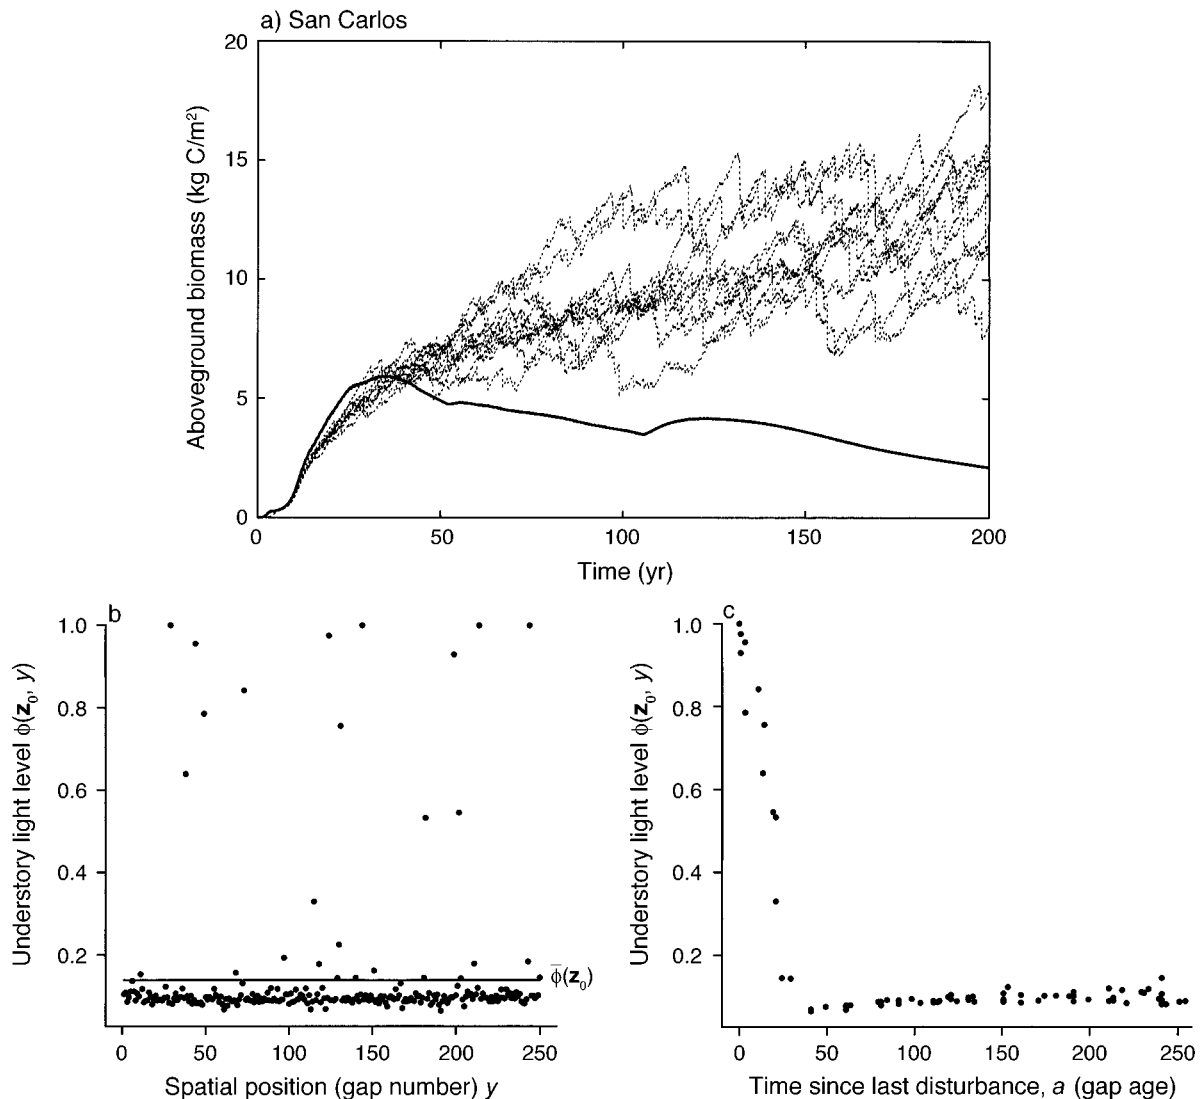 a) San Carlos
Aboveground biomass (kg C/m²)
20
15
10
5
0
0 50 100 150 200
Time (yr)
b
Understory light level ϕ(z₀, y)
1.0
0.8
0.6
0.4
0.2
ϕ̅(z₀)
0 50 100 150 200 250
Spatial position (gap number) y
c
Understory light level ϕ(z₀, y)
1.0
0.8
0.6
0.4
0.2
0 50 100 150 200 250
Time since last disturbance, a (gap age)